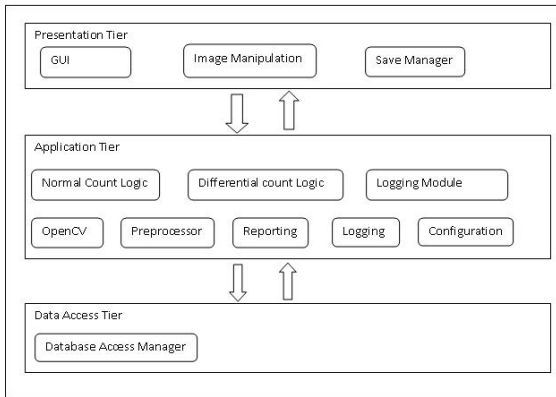 Presentation Tier
GUI
Image Manipulation
Save Manager
Application Tier
Normal Count Logic
Differential count Logic
Logging Module
OpenCV
Preprocessor
Reporting
Logging
Configuration
Data Access Tier
Database Access Manager